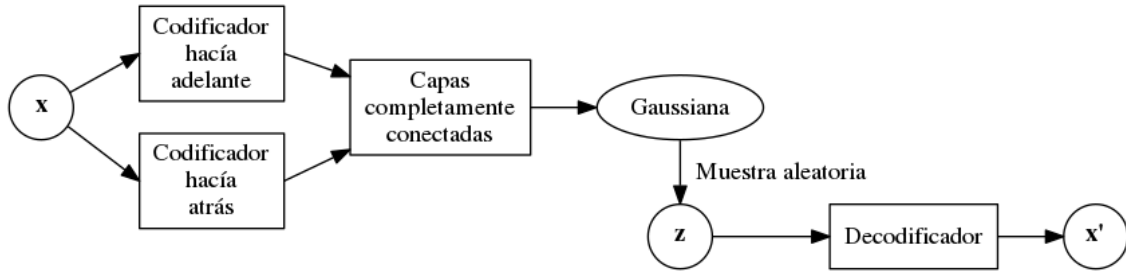 x
Codificador
hacía
adelante
Codificador
hacía
atrás
Capas
completamente
conectadas
Gaussiana
Muestra aleatoria
z
Decodificador
x'